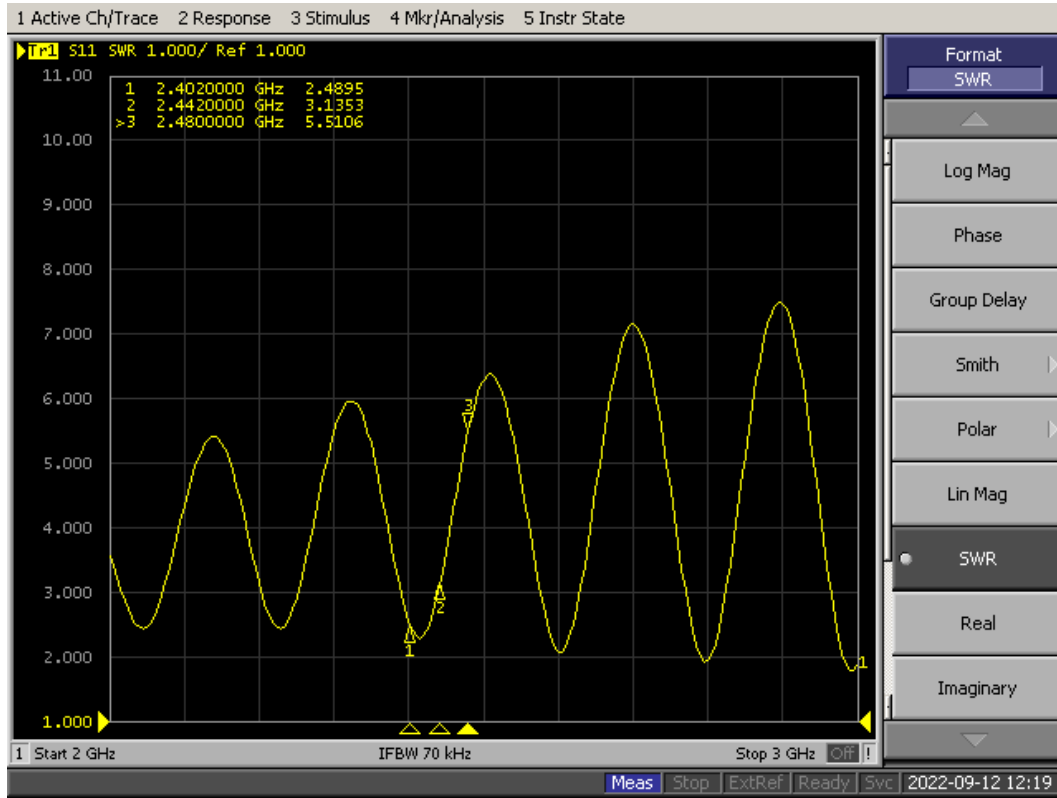 1 Active Ch/Trace 2 Response 3 Stimulus 4 Mkr/Analysis 5 Instr State
Tr1 S11 SWR 1.000/ Ref 1.000
11.00
10.00
9.000
8.000
7.000
6.000
5.000
4.000
3.000
2.000
1.000
1 2.4020000 GHz 2.4895
2 2.4420000 GHz 3.1353
>3 2.4800000 GHz 5.5106
3
2
1
1
Format
SWR
Log Mag
Phase
Group Delay
Smith
Polar
Lin Mag
SWR
Real
Imaginary
1 Start 2 GHz IFBW 70 kHz Stop 3 GHz Off !
Meas Stop ExtRef Ready Svc 2022-09-12 12:19